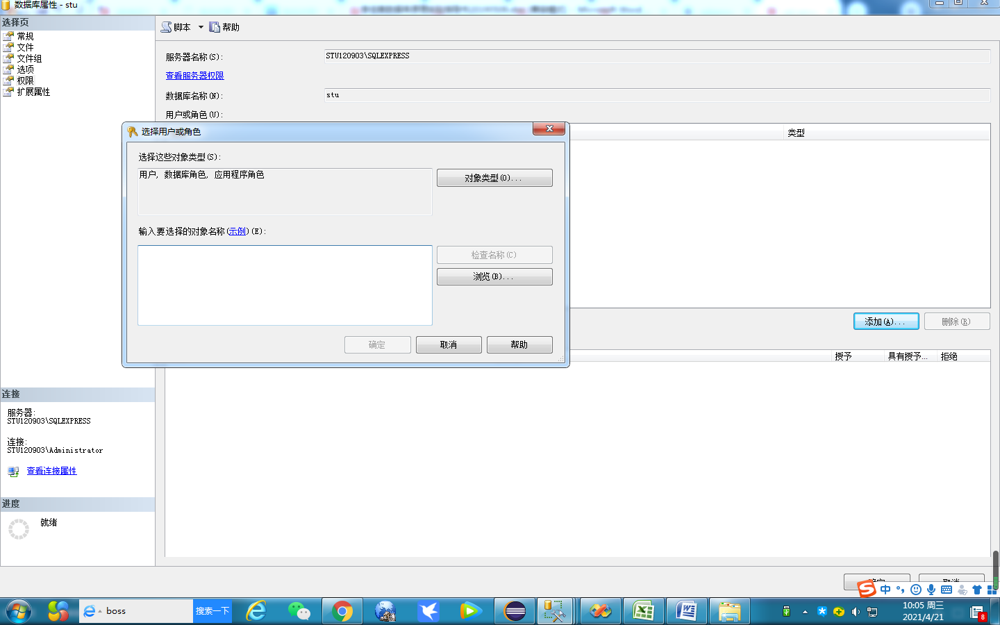 数据库属性 - stu
选择页
常规
文件
文件组
选项
权限
扩展属性
脚本 帮助
服务器名称(S): STU120903\SQLEXPRESS
查看服务器权限
数据库名称(N): stu
用户或角色(U):
类型
选择用户或角色
选择这些对象类型(S):
用户, 数据库角色, 应用程序角色
对象类型(O)...
输入要选择的对象名称(示例)(E):
检查名称(C)
浏览(B)...
确定 取消 帮助
添加(A)... 删除(R)
授予 具有授予... 拒绝
连接
服务器:
STU120903\SQLEXPRESS
连接:
STU120903\Administrator
查看连接属性
进度
就绪
中
boss 搜索一下
10:05 周三
2021/4/21
8